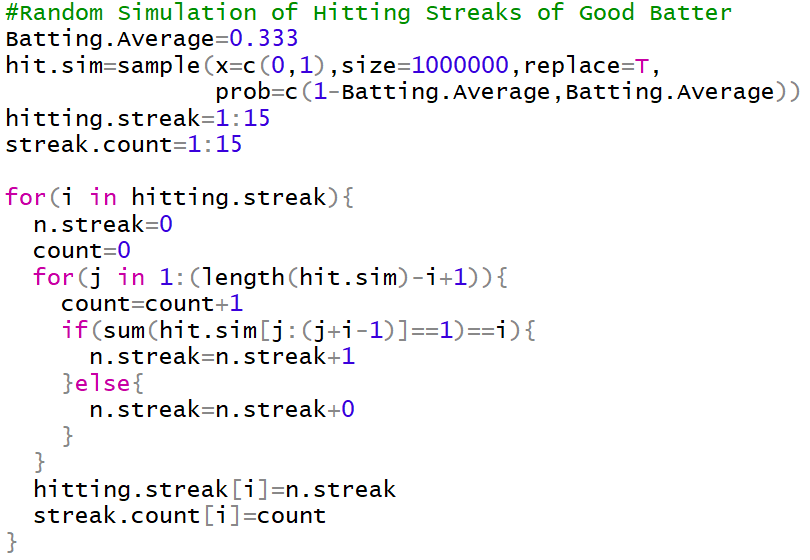 #Random Simulation of Hitting Streaks of Good Batter
Batting.Average=0.333
hit.sim=sample(x=c(0,1),size=1000000,replace=T,
               prob=c(1-Batting.Average,Batting.Average))
hitting.streak=1:15
streak.count=1:15

for(i in hitting.streak){
  n.streak=0
  count=0
  for(j in 1:(length(hit.sim)-i+1)){
    count=count+1
    if(sum(hit.sim[j:(j+i-1)]==1)==i){
      n.streak=n.streak+1
    }else{
      n.streak=n.streak+0
    }
  }
  hitting.streak[i]=n.streak
  streak.count[i]=count
}